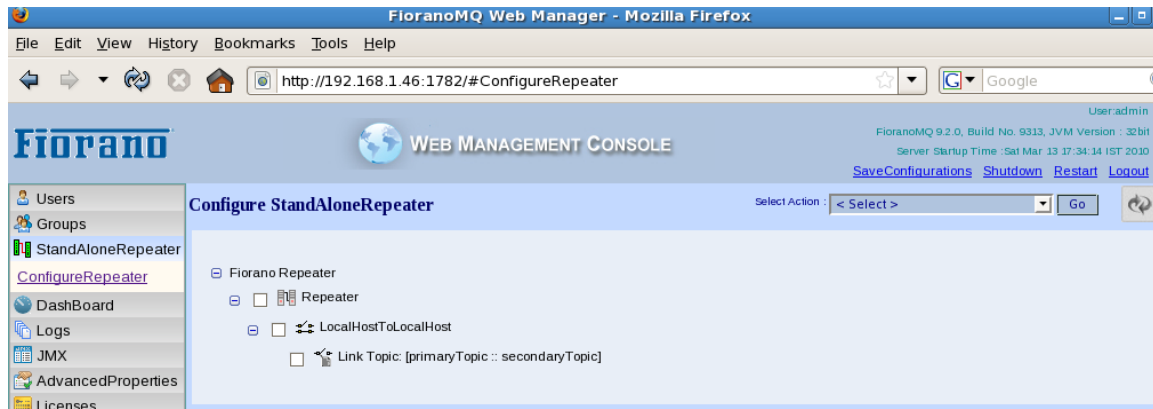 FioranoMQ Web Manager - Mozilla Firefox
File Edit View History Bookmarks Tools Help
http://192.168.1.46:1782/#ConfigureRepeater
G Google
User:admin
Fiorano
WEB MANAGEMENT CONSOLE
FioranoMQ 9.2.0, Build No. 9313, JVM Version : 32bit
Server Startup Time :Sat Mar 13 17:34:14 IST 2010
SaveConfigurations Shutdown Restart Logout
Users
Groups
StandAloneRepeater
ConfigureRepeater
DashBoard
Logs
JMX
AdvancedProperties
Licenses
Configure StandAloneRepeater
Select Action : < Select > Go
Fiorano Repeater
Repeater
LocalHostToLocalHost
Link Topic: [primaryTopic :: secondaryTopic]